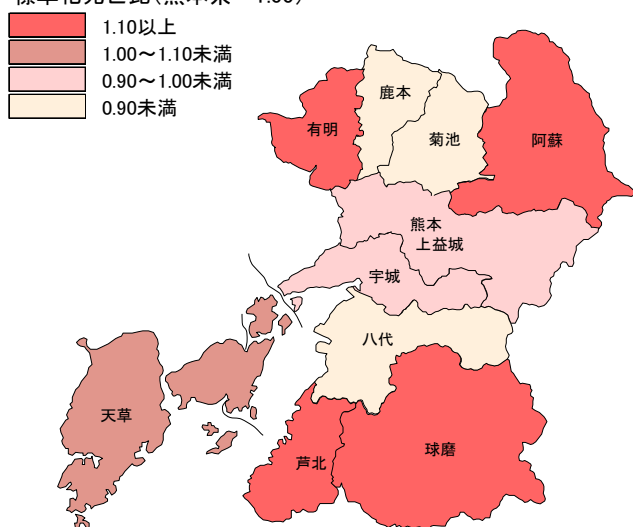 1.10以上
1.00～1.10未満
0.90～1.00未満
0.90未満
鹿本
有明
菊池
阿蘇
熊本
上益城
宇城
八代
天草
芦北
球磨